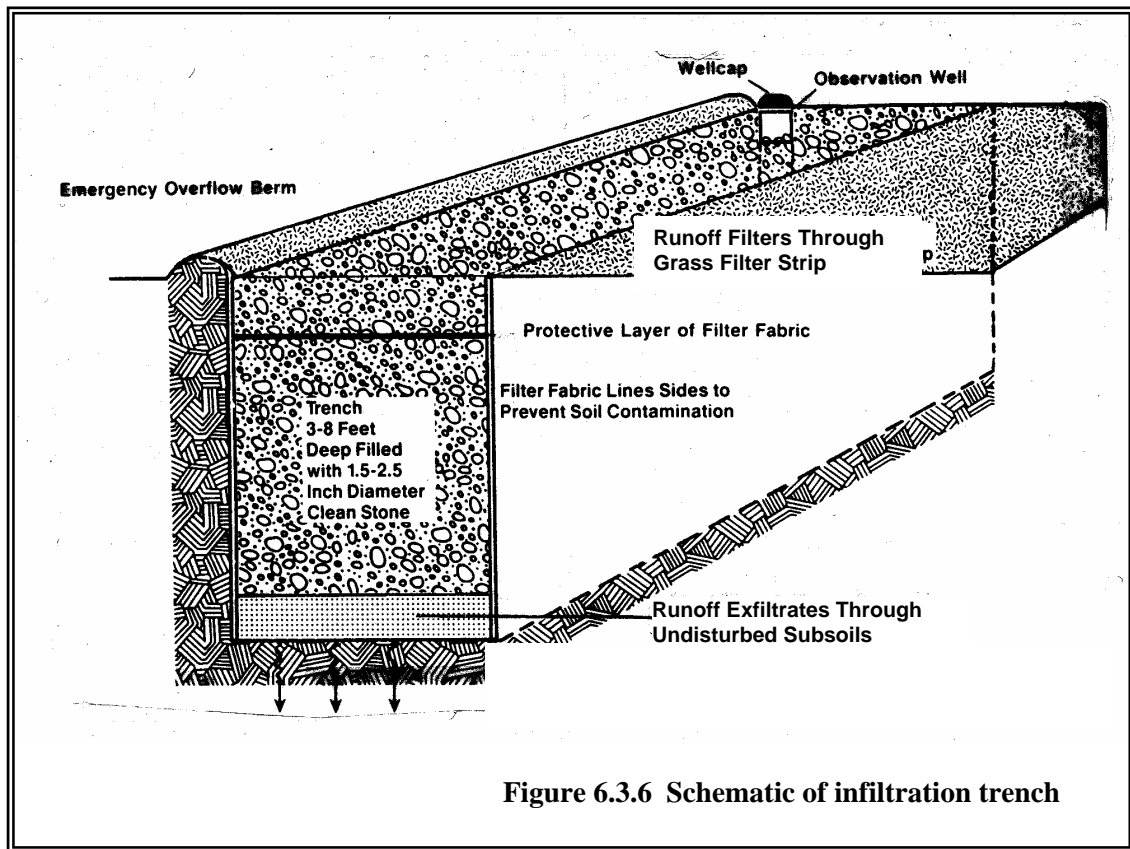 Wellcap
Observation Well
Emergency Overflow Berm
Runoff Filters Through
Grass Filter Strip
p
Protective Layer of Filter Fabric
Filter Fabric Lines Sides to
Prevent Soil Contamination
Trench
3-8 Feet
Deep Filled
with 1.5-2.5
Inch Diameter
Clean Stone
Runoff Exfiltrates Through
Undisturbed Subsoils
Figure 6.3.6 Schematic of infiltration trench